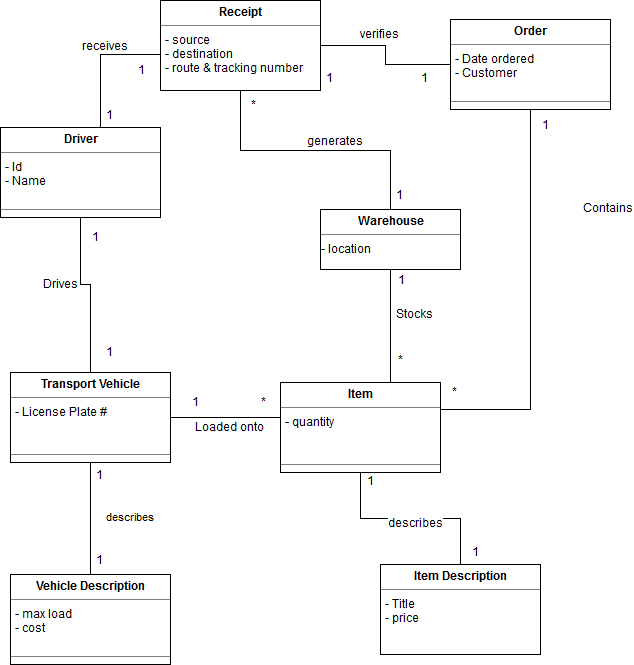 Receipt
- source
- destination
- route & tracking number
receives
1
1
verifies
1
1
Order
- Date ordered
- Customer
*
generates
1
1
Contains
Driver
- Id
- Name
Warehouse
- location
1
Drives
1
1
Stocks
*
Transport Vehicle
- License Plate #
1
*
Loaded onto
Item
- quantity
*
1
describes
1
1
describes
1
Vehicle Description
- max load
- cost
Item Description
- Title
- price